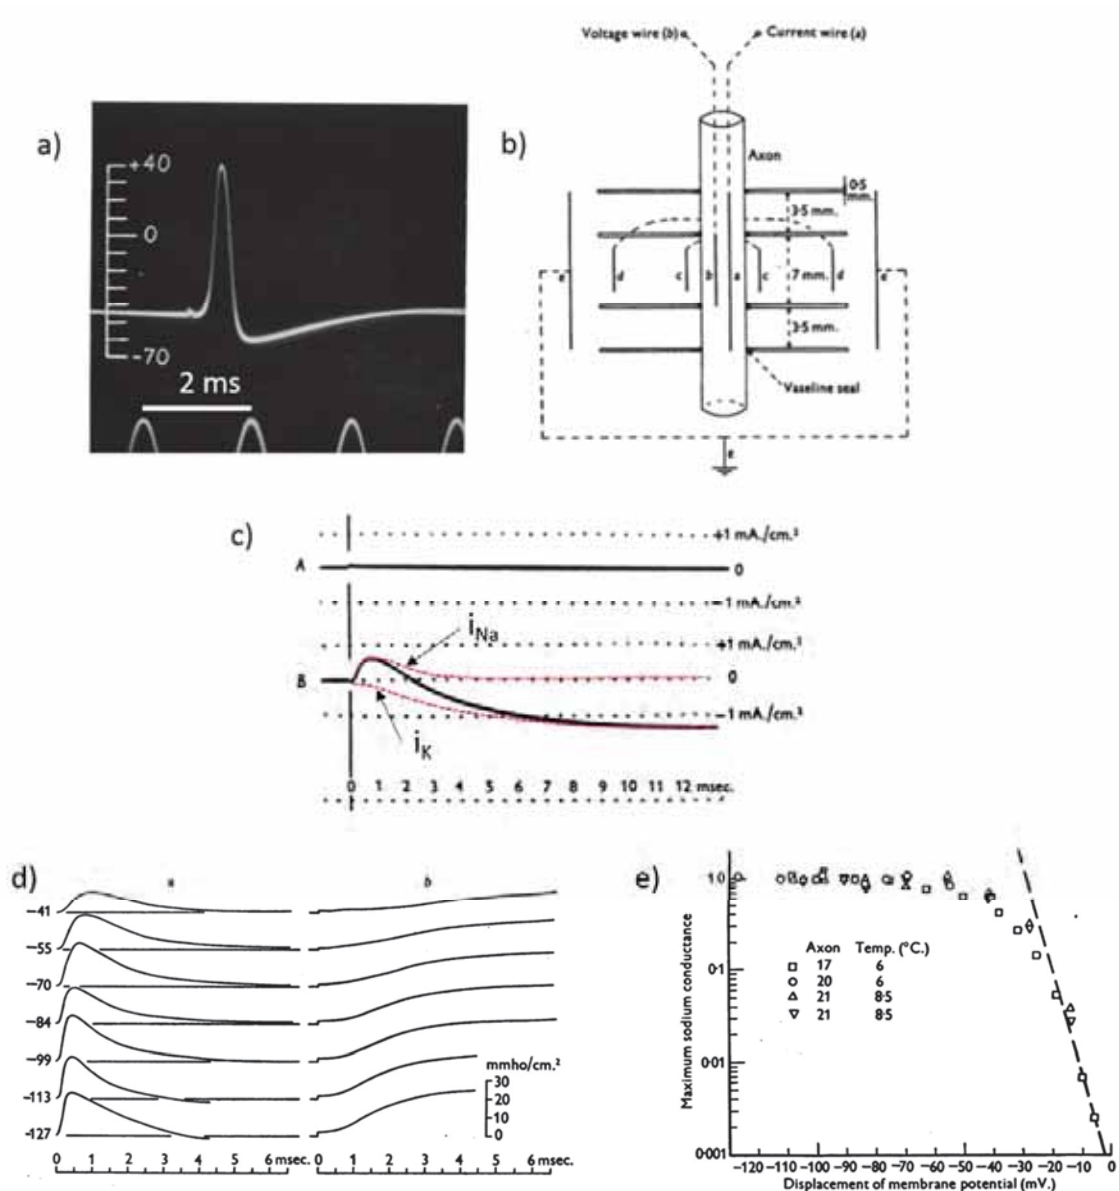 a)
+40
0
-70
2 ms
b)
Voltage wire (b)
Current wire (a)
Axon
0·5 mm.
3·5 mm.
7 mm.
3·5 mm.
e
d
c
b
a
c
d
e
Vaseline seal
c)
A
+1 mA./cm.²
0
−1 mA./cm.²
B
+1 mA./cm.²
iNa
0
−1 mA./cm.²
iK
0 1 2 3 4 5 6 7 8 9 10 11 12 msec.
d)
a b
−41
−55
−70
−84
−99
−113
−127
mmho/cm.²
30
20
10
0
0 1 2 3 4 5 6 msec.
0 2 4 6 msec.
e)
Maximum sodium conductance
1·0
0·1
0·01
0·001
Axon Temp. (°C.)
17 6
20 6
21 8·5
21 8·5
−120 −110 −100 −90 −80 −70 −60 −50 −40 −30 −20 −10 0
Displacement of membrane potential (mV.)